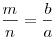 m/n = b/a